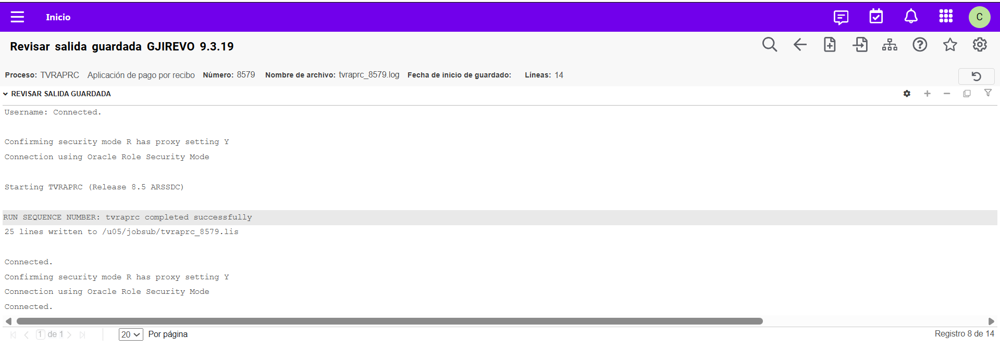 Inicio
C
Revisar salida guardada GJIREVO 9.3.19
Proceso: TVRAPRC Aplicación de pago por recibo Número: 8579 Nombre de archivo: tvraprc_8579.log Fecha de inicio de guardado: Líneas: 14
REVISAR SALIDA GUARDADA
Username: Connected.
Confirming security mode R has proxy setting Y
Connection using Oracle Role Security Mode
Starting TVRAPRC (Release 8.5 ARSSDC)
RUN SEQUENCE NUMBER: tvraprc completed successfully
25 lines written to /u05/jobsub/tvraprc_8579.lis
Connected.
Confirming security mode R has proxy setting Y
Connection using Oracle Role Security Mode
Connected.
1 de 1 20 Por página Registro 8 de 14